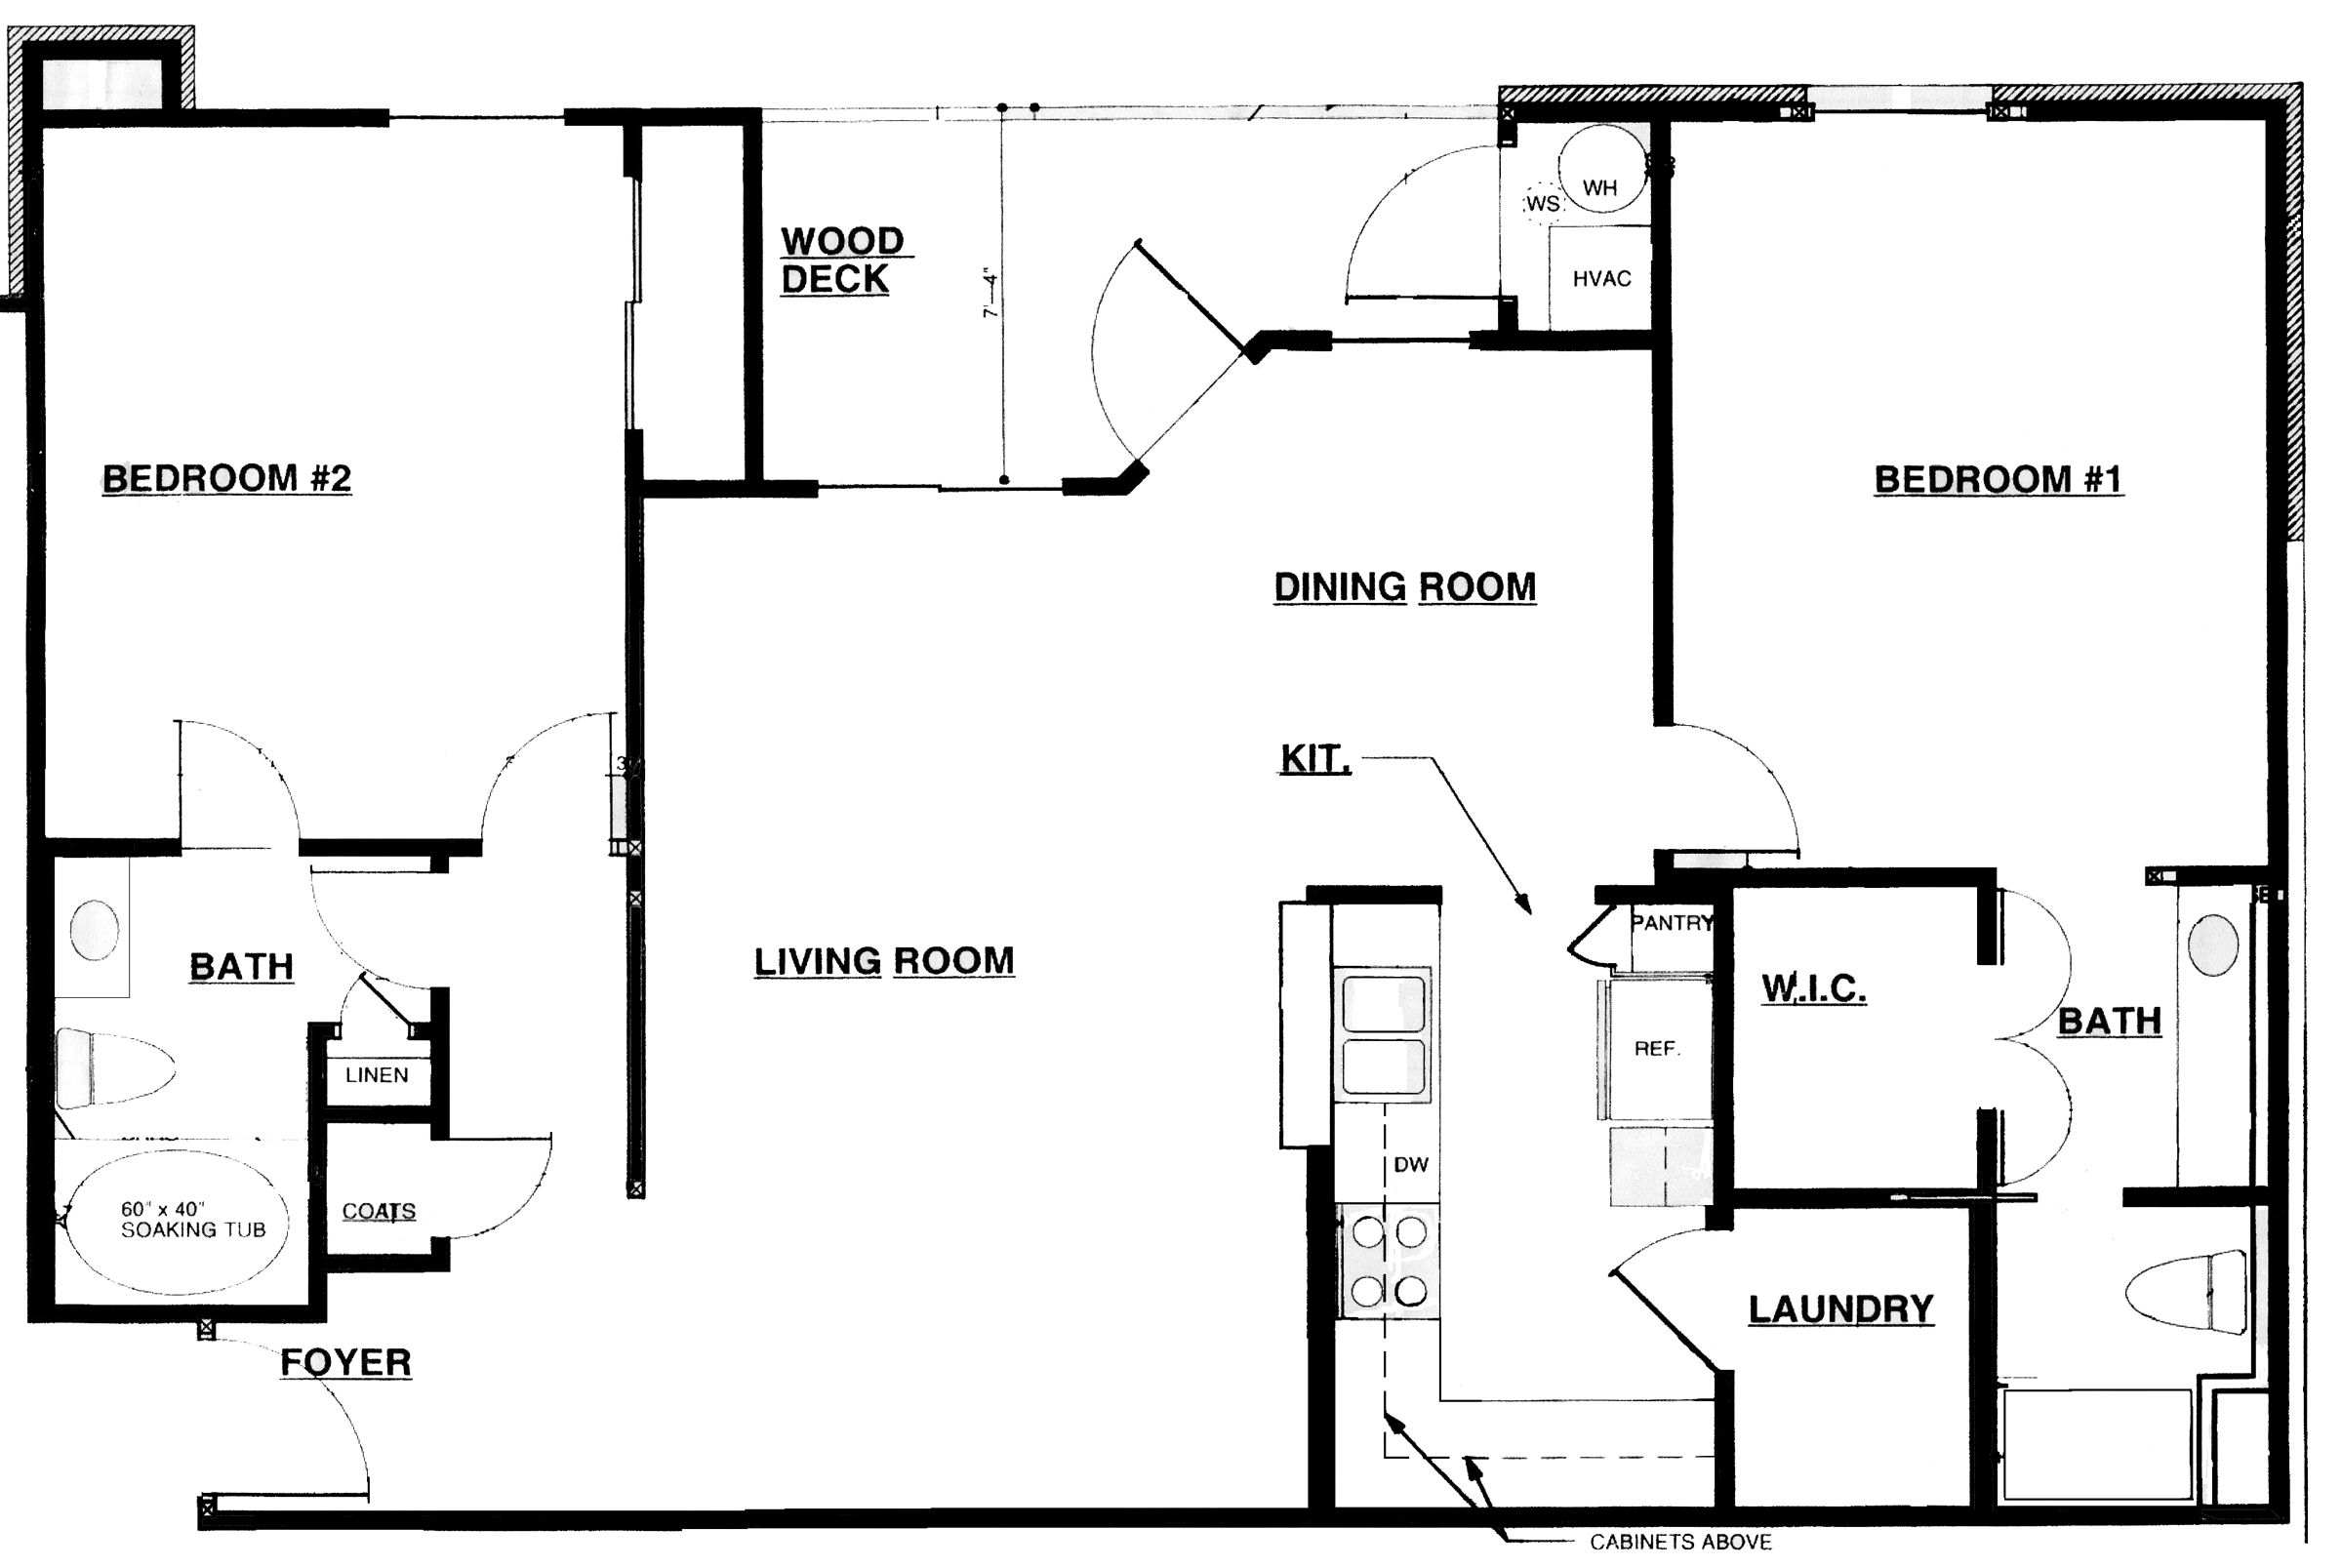 WOOD
DECK
7'-4"
WS
WH
HVAC
BEDROOM #2
BEDROOM #1
DINING ROOM
KIT.
PANTRY
BATH
LIVING ROOM
W.I.C.
BATH
REF.
LINEN
DW
COATS
60" x 40"
SOAKING TUB
LAUNDRY
FOYER
CABINETS ABOVE